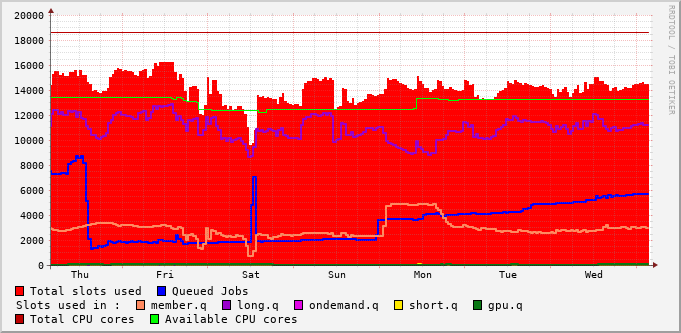 20000
18000
16000
14000
12000
10000
8000
6000
4000
2000
0
Thu Fri Sat Sun Mon Tue Wed
RRDTOOL / TOBI OETIKER
Total slots used Queued Jobs
Slots used in : member.q long.q ondemand.q short.q gpu.q
Total CPU cores Available CPU cores